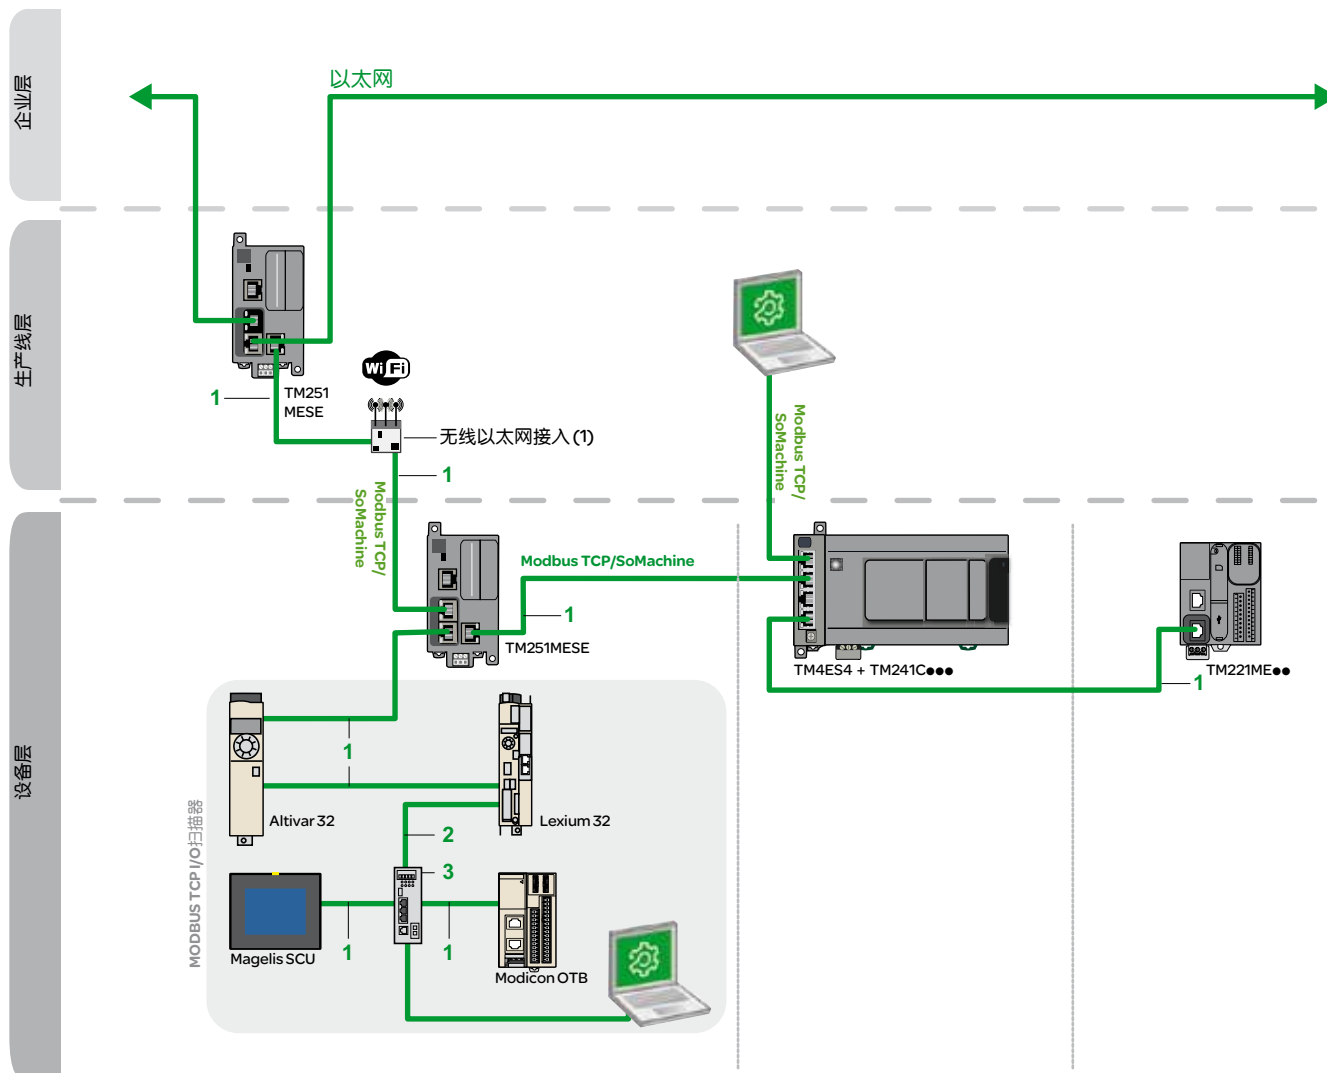 企业层
以太网
生产线层
TM251
MESE
1
Wi Fi
无线以太网接入 (1)
1
Modbus TCP/
SoMachine
Modbus TCP/
SoMachine
设备层
Modbus TCP/SoMachine
1
TM251MESE
TM4ES4 + TM241C●●●
TM221ME●●
1
MODBUS TCP I/O扫描器
1
Altivar 32
Lexium 32
2
3
Magelis SCU
1
1
Modicon OTB